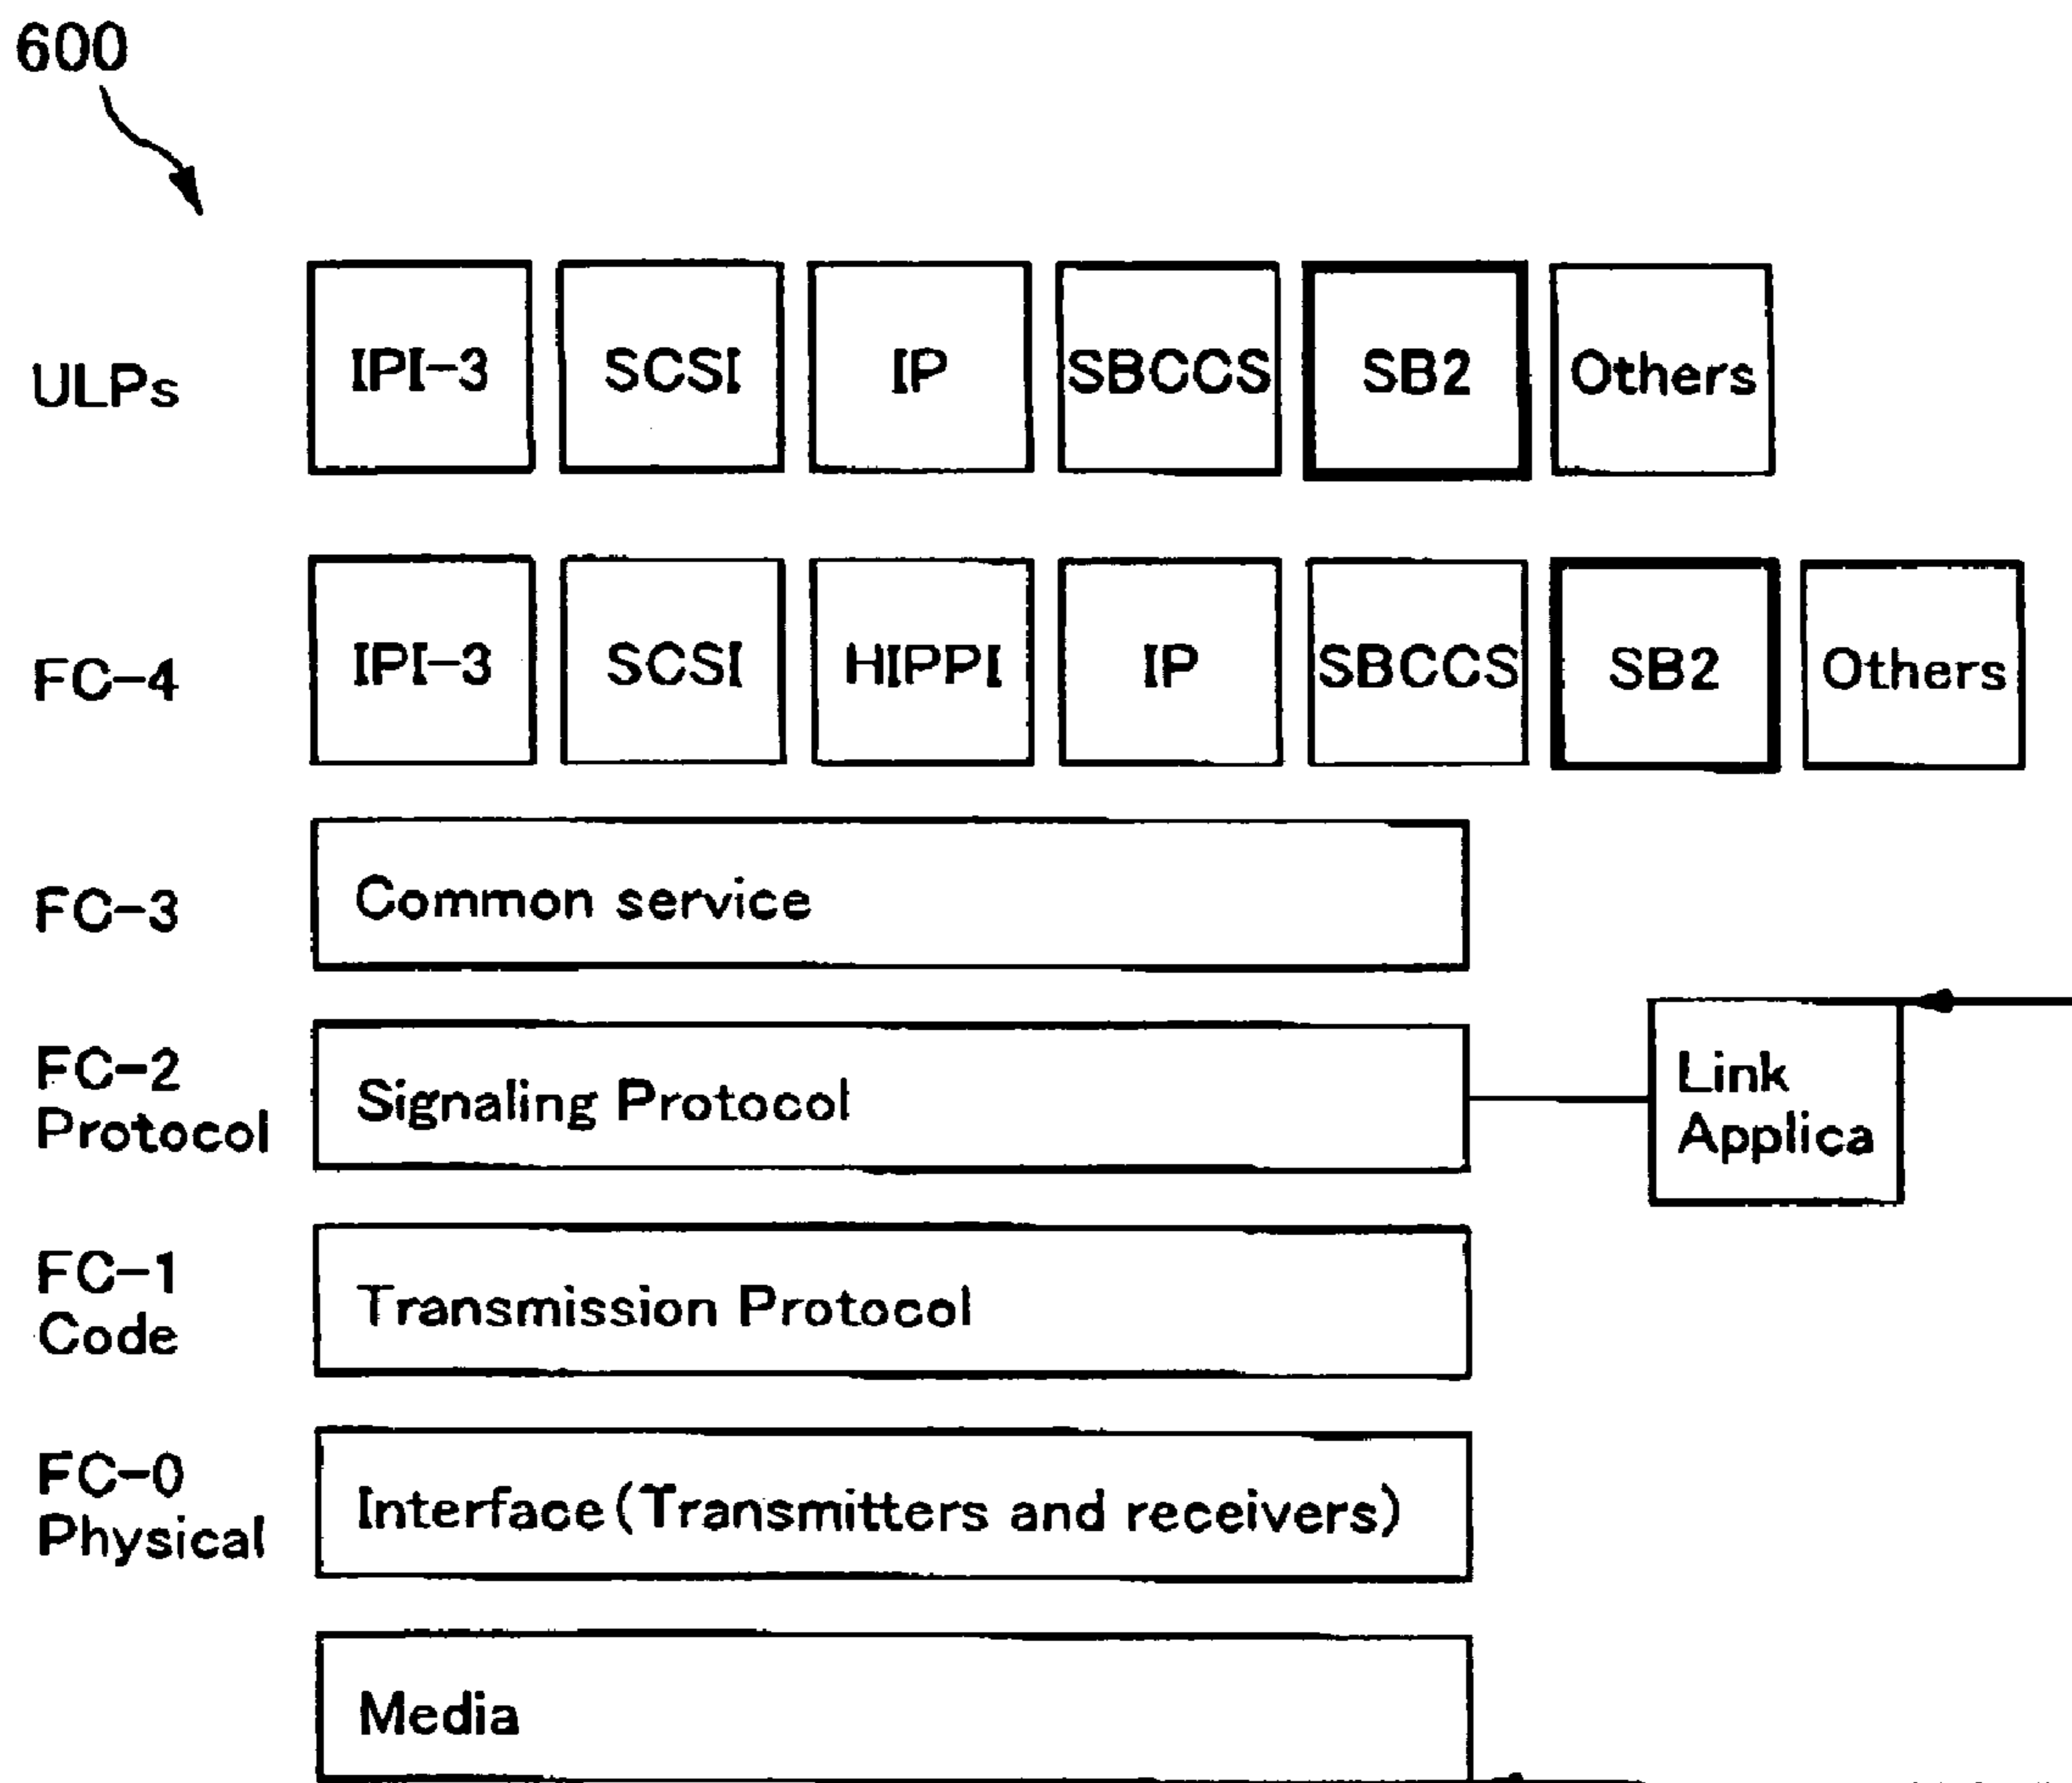 600
ULPs IPI-3 SCSI IP SBCCS SB2 Others
FC-4 IPI-3 SCSI HIPPI IP SBCCS SB2 Others
FC-3 Common service
FC-2
Protocol
Signaling Protocol
Link
Applica
FC-1
Code
Transmission Protocol
FC-0
Physical
Interface(Transmitters and receivers)
Media